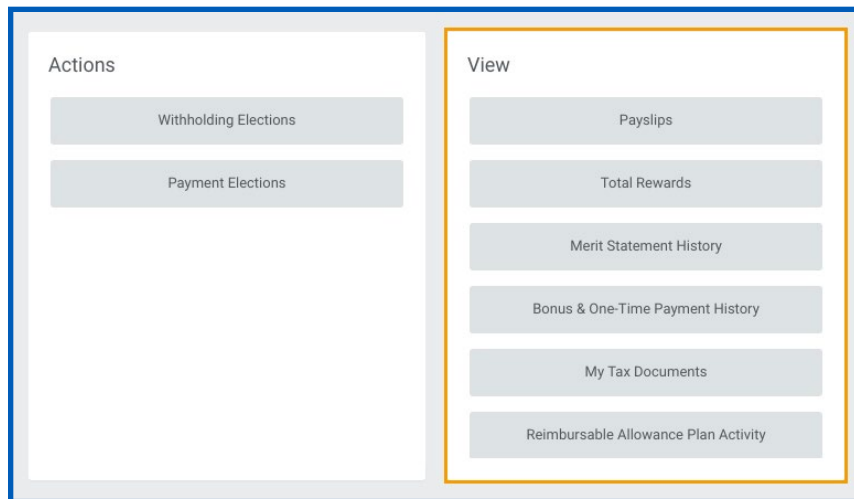 Actions
Withholding Elections
Payment Elections
View
Payslips
Total Rewards
Merit Statement History
Bonus & One-Time Payment History
My Tax Documents
Reimbursable Allowance Plan Activity